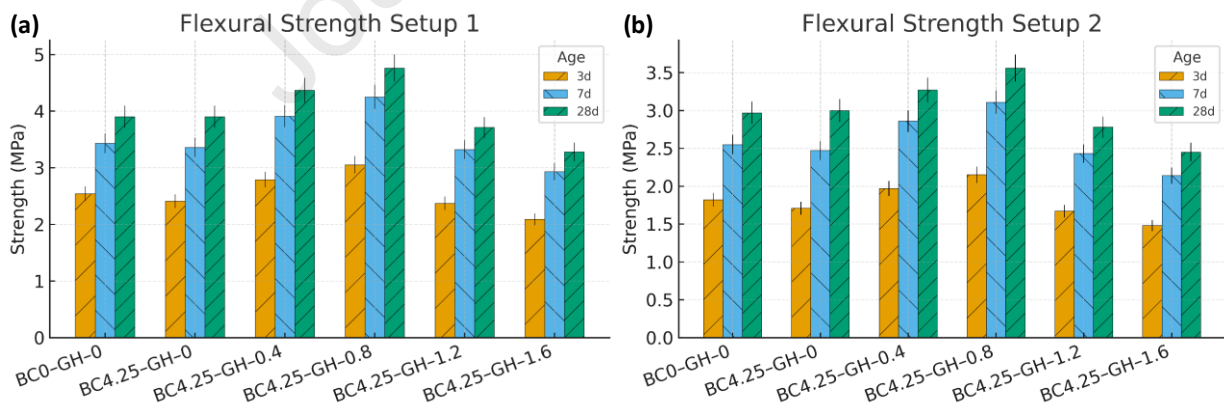 (a)
Flexural Strength Setup 1
Strength (MPa)
5
4
3
2
1
0
Age
3d
7d
28d
BC0–GH–0
BC4.25–GH–0
BC4.25–GH–0.4
BC4.25–GH–0.8
BC4.25–GH–1.2
BC4.25–GH–1.6
Jou
(b)
Flexural Strength Setup 2
Strength (MPa)
3.5
3.0
2.5
2.0
1.5
1.0
0.5
0.0
Age
3d
7d
28d
BC0–GH–0
BC4.25–GH–0
BC4.25–GH–0.4
BC4.25–GH–0.8
BC4.25–GH–1.2
BC4.25–GH–1.6